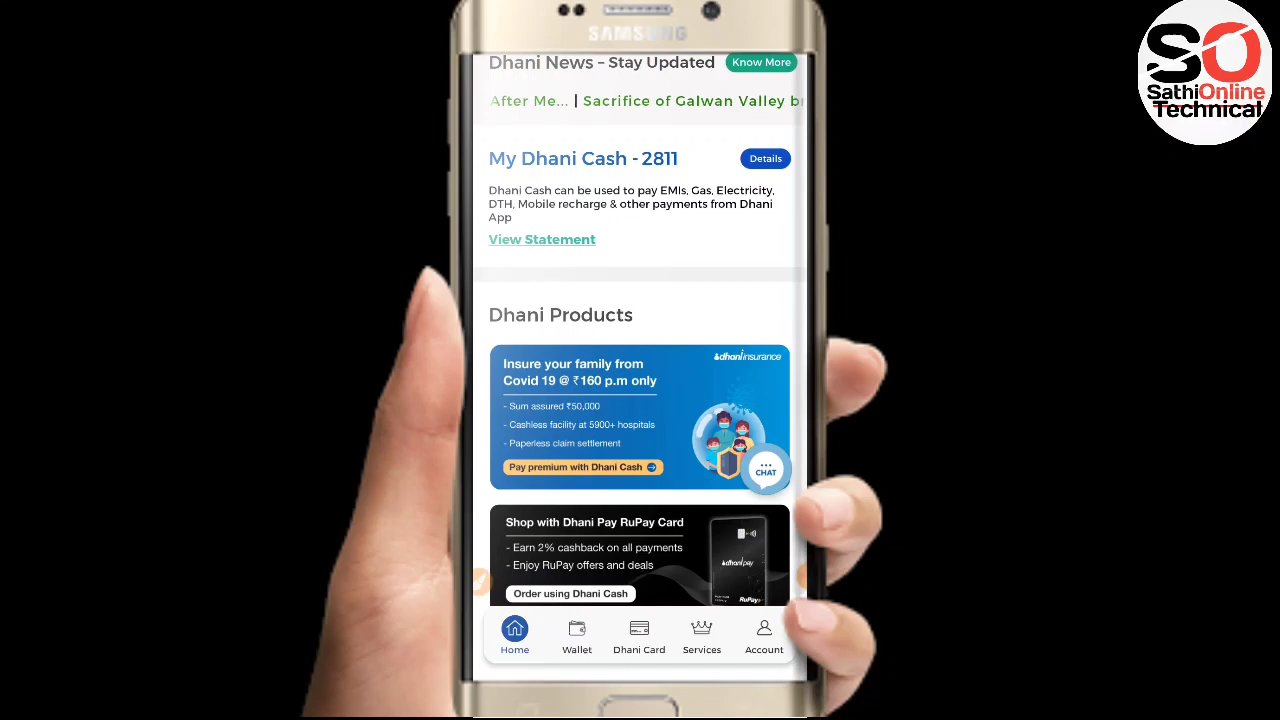 SAMSUNG
Dhani News – Stay Updated
Know More
After Me... | Sacrifice of Galwan Valley
My Dhani Cash - 2811
Details
Dhani Cash can be used to pay EMIs, Gas, Electricity,
DTH, Mobile recharge & other payments from Dhani
App
View Statement
Dhani Products
Insure your family from
Covid 19 @ ₹160 p.m only
- Sum assured ₹50,000
- Cashless facility at 5900+ hospitals
- Paperless claim settlement
Pay premium with Dhani Cash
dhani insurance
CHAT
Shop with Dhani Pay RuPay Card
- Earn 2% cashback on all payments
- Enjoy RuPay offers and deals
Order using Dhani Cash
dhani pay
RuPay
Home
Wallet
Dhani Card
Services
Account
SO
SathiOnline
Technical